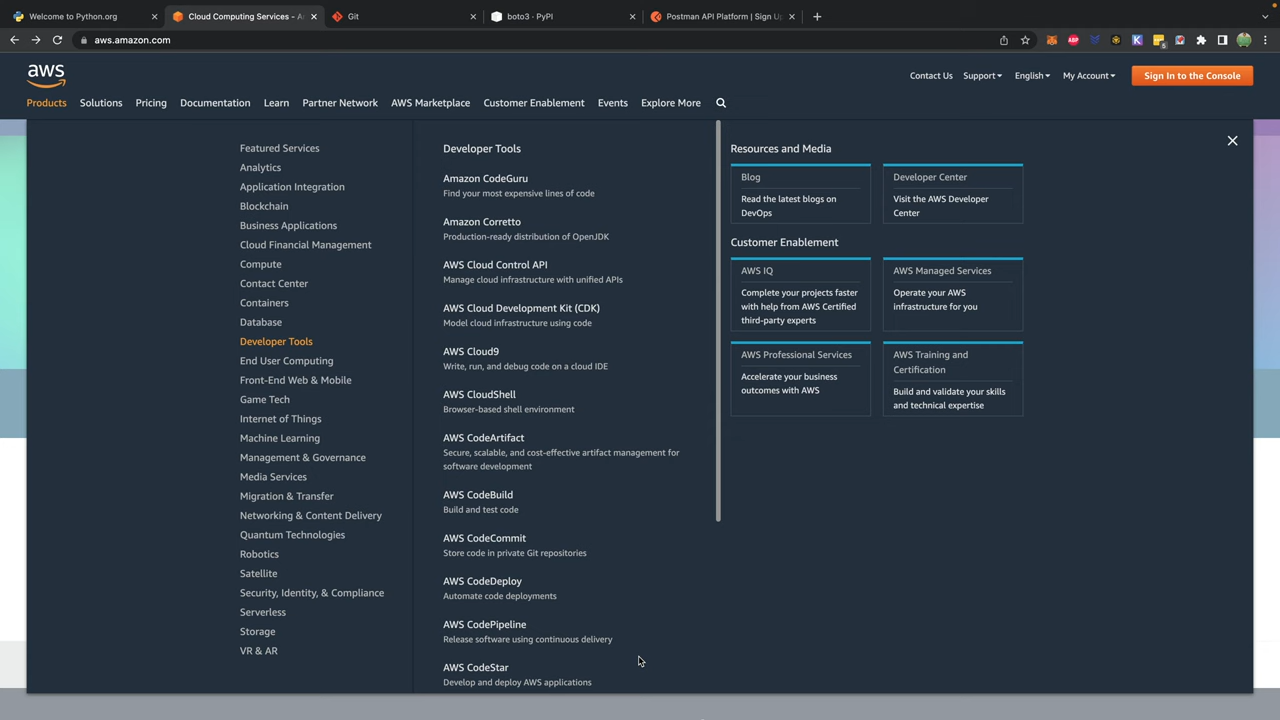 Welcome to Python.org
Cloud Computing Services - A
Git
boto3 · PyPI
Postman API Platform | Sign U
aws.amazon.com
aws
Contact Us
Support
English
My Account
Sign In to the Console
Products
Solutions
Pricing
Documentation
Learn
Partner Network
AWS Marketplace
Customer Enablement
Events
Explore More
Featured Services
Analytics
Application Integration
Blockchain
Business Applications
Cloud Financial Management
Compute
Contact Center
Containers
Database
Developer Tools
End User Computing
Front-End Web & Mobile
Game Tech
Internet of Things
Machine Learning
Management & Governance
Media Services
Migration & Transfer
Networking & Content Delivery
Quantum Technologies
Robotics
Satellite
Security, Identity, & Compliance
Serverless
Storage
VR & AR
Developer Tools
Amazon CodeGuru
Find your most expensive lines of code
Amazon Corretto
Production-ready distribution of OpenJDK
AWS Cloud Control API
Manage cloud infrastructure with unified APIs
AWS Cloud Development Kit (CDK)
Model cloud infrastructure using code
AWS Cloud9
Write, run, and debug code on a cloud IDE
AWS CloudShell
Browser-based shell environment
AWS CodeArtifact
Secure, scalable, and cost-effective artifact management for
software development
AWS CodeBuild
Build and test code
AWS CodeCommit
Store code in private Git repositories
AWS CodeDeploy
Automate code deployments
AWS CodePipeline
Release software using continuous delivery
AWS CodeStar
Develop and deploy AWS applications
Resources and Media
Blog
Read the latest blogs on
DevOps
Developer Center
Visit the AWS Developer
Center
Customer Enablement
AWS IQ
Complete your projects faster
with help from AWS Certified
third-party experts
AWS Managed Services
Operate your AWS
infrastructure for you
AWS Professional Services
Accelerate your business
outcomes with AWS
AWS Training and
Certification
Build and validate your skills
and technical expertise